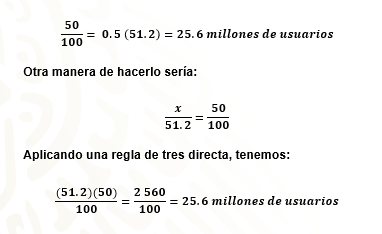 50/100 = 0.5 (51.2) = 25.6 millones de usuarios
Otra manera de hacerlo sería:
x/51.2 = 50/100
Aplicando una regla de tres directa, tenemos:
(51.2)(50)/100 = 2 560/100 = 25.6 millones de usuarios